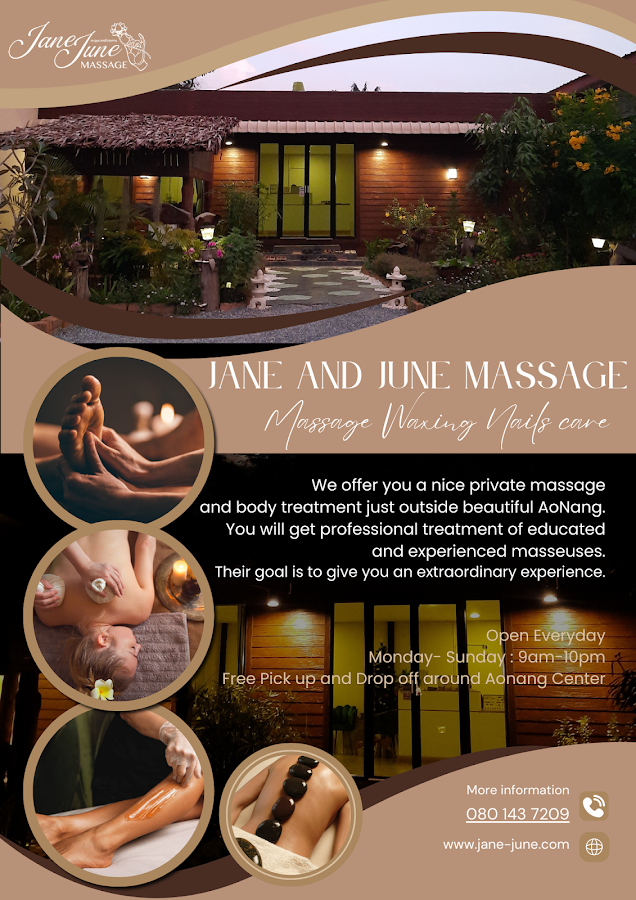 Jane
June
MASSAGE
JANE AND JUNE MASSAGE
Massage Waxing Nails care
We offer you a nice private massage
and body treatment just outside beautiful AoNang.
You will get professional treatment of educated
and experienced masseuses.
Their goal is to give you an extraordinary experience.
Open Everyday
Monday- Sunday : 9am-10pm
Free Pick up and Drop off around Aonang Center
More information
080 143 7209
www.jane-june.com